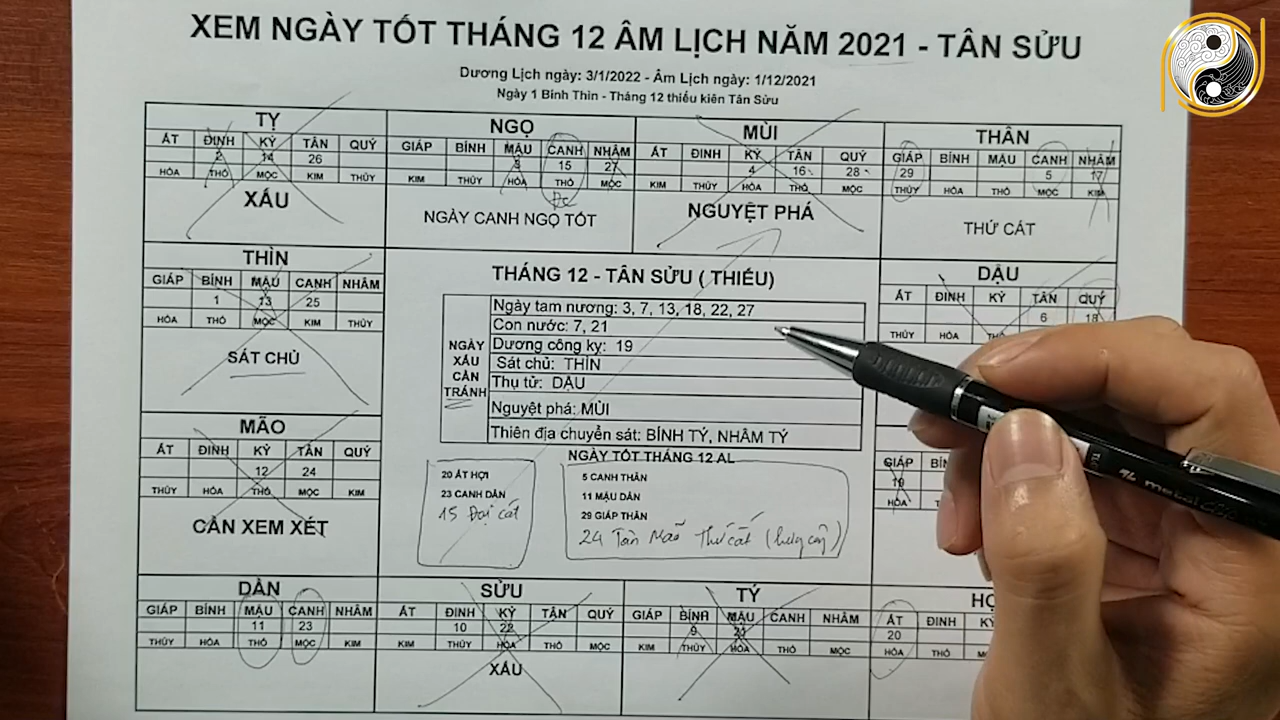 XEM NGÀY TỐT THÁNG 12 ÂM LỊCH NĂM 2021 - TÂN SỬU
Dương Lịch ngày: 3/1/2022 - Âm Lịch ngày: 1/12/2021
Ngày 1 Bính Thìn - Tháng 12 thiếu kiên Tân Sửu
TỴ
ẤT ĐINH KỶ TÂN QUÝ
2 14 26
HỎA THỔ MỘC KIM THỦY
XẤU
NGỌ
GIÁP BÍNH MẬU CANH NHÂM
3 15 27
KIM THỦY HỎA THỔ MỘC
NGÀY CANH NGỌ TỐT
MÙI
ẤT ĐINH KỶ TÂN QUÝ
4 16 28
KIM THỦY HỎA THỔ MỘC
NGUYỆT PHÁ
THÂN
GIÁP BÍNH MẬU CANH NHÂM
29 5 17
THỦY HỎA THỔ MỘC KIM
THỨ CÁT
THÌN
GIÁP BÍNH MẬU CANH NHÂM
1 13 25
HỎA THỔ MỘC KIM THỦY
SÁT CHỦ
THÁNG 12 - TÂN SỬU ( THIẾU)
NGÀY XẤU CẦN TRÁNH
Ngày tam nương: 3, 7, 13, 18, 22, 27
Con nước: 7, 21
Dương công kỵ: 19
Sát chủ: THÌN
Thụ tử: DẬU
Nguyệt phá: MÙI
Thiên địa chuyển sát: BÍNH TÝ, NHÂM TÝ
DẬU
ẤT ĐINH KỶ TÂN QUÝ
6 18
THỦY HỎA
MÃO
ẤT ĐINH KỶ TÂN QUÝ
12 24
THỦY HỎA THỔ MỘC KIM
CẦN XEM XÉT
20 ẤT HỢI
23 CANH DẦN
15 Đại cát
NGÀY TỐT THÁNG 12 AL
5 CANH THÂN
11 MẬU DẦN
29 GIÁP THÂN
24 Tân Mão Thứ cát
GIÁP
19
HỎA
DẦN
GIÁP BÍNH MẬU CANH NHÂM
11 23
THỦY HỎA THỔ MỘC KIM
SỬU
ẤT ĐINH KỶ TÂN QUÝ
10 22
KIM THỦY HỎA THỔ MỘC
XẤU
TÝ
GIÁP BÍNH MẬU CANH NHÂM
9 21
KIM THỦY HỎA THỔ MỘC
ẤT ĐINH
20
HỎA THỔ